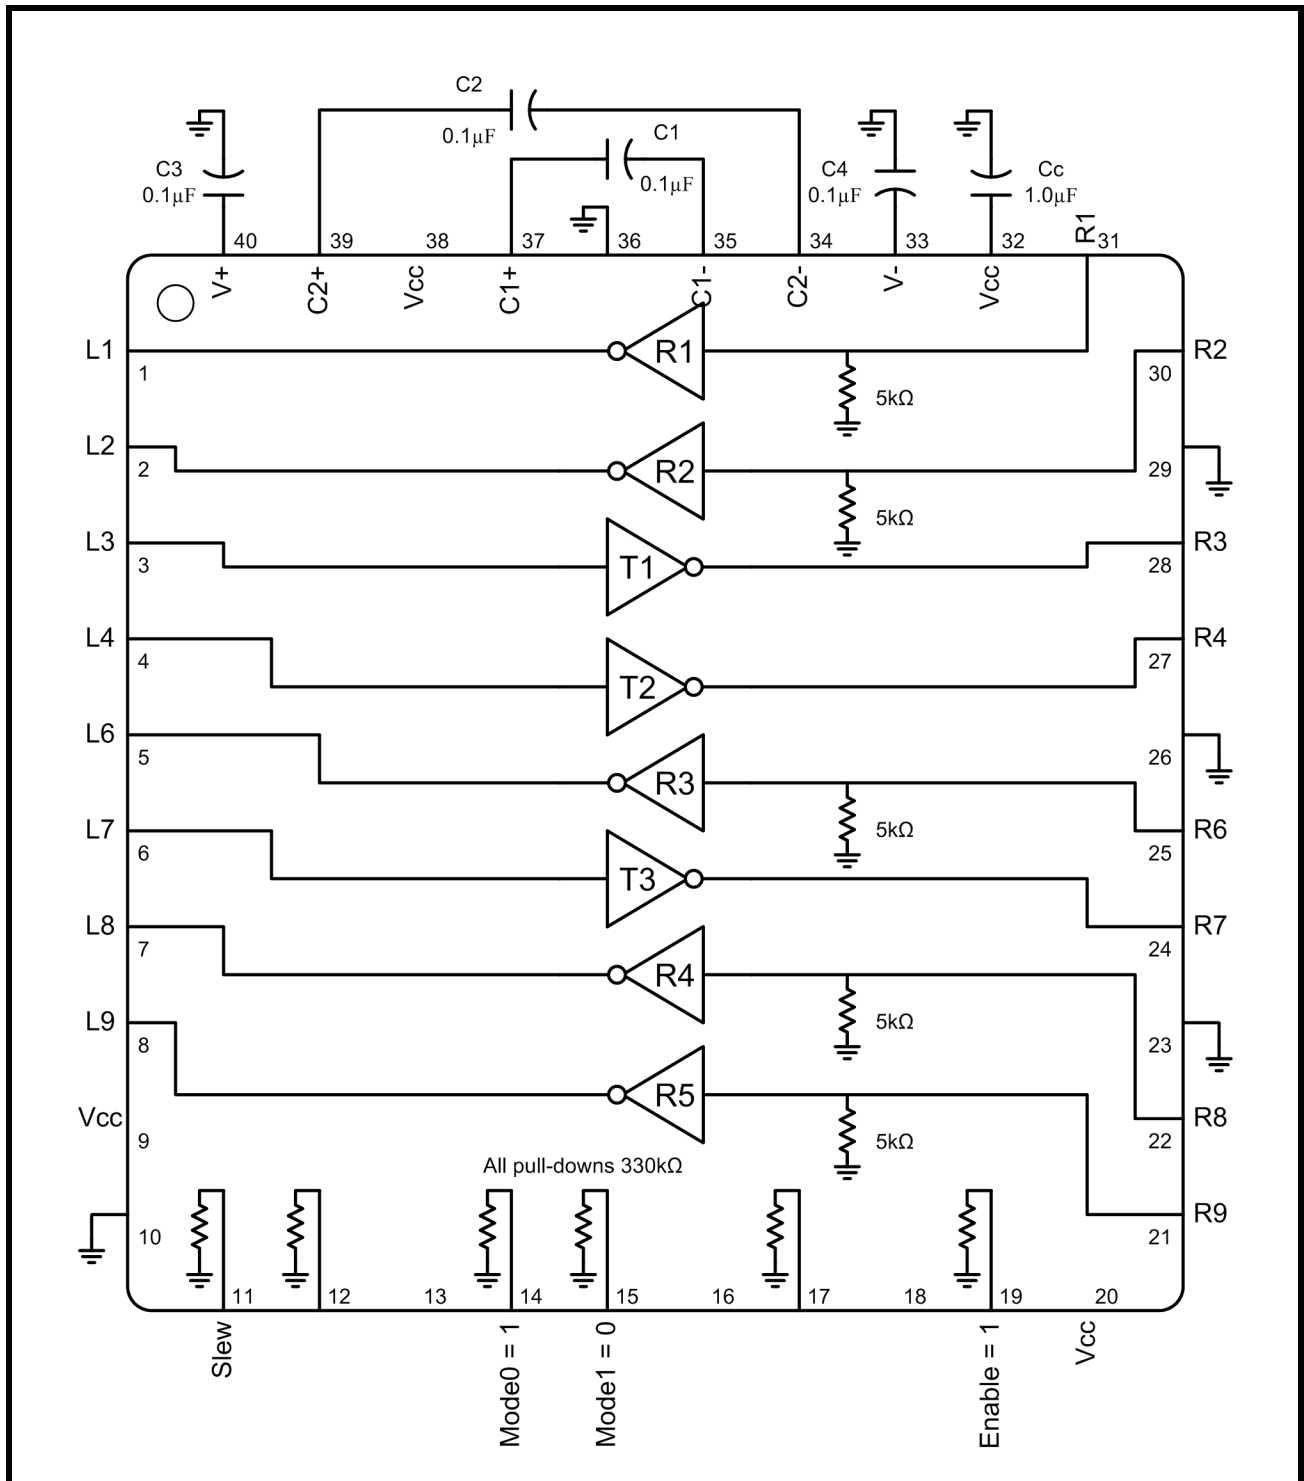 C2
0.1µF
C1
0.1µF
C3
0.1µF
C4
0.1µF
Cc
1.0µF
R1
40
39
38
37
36
35
34
33
32
31
V+
C2+
Vcc
C1+
C1-
C2-
V-
Vcc
L1
1
R1
5kΩ
R2
30
L2
2
R2
5kΩ
29
L3
3
T1
R3
28
L4
4
T2
R4
27
L6
5
R3
5kΩ
26
L7
6
T3
R6
25
L8
7
R4
5kΩ
R7
24
L9
8
R5
5kΩ
23
Vcc
9
R8
22
All pull-downs 330kΩ
10
R9
21
11
12
13
14
15
16
17
18
19
20
Slew
Mode0 = 1
Mode1 = 0
Enable = 1
Vcc